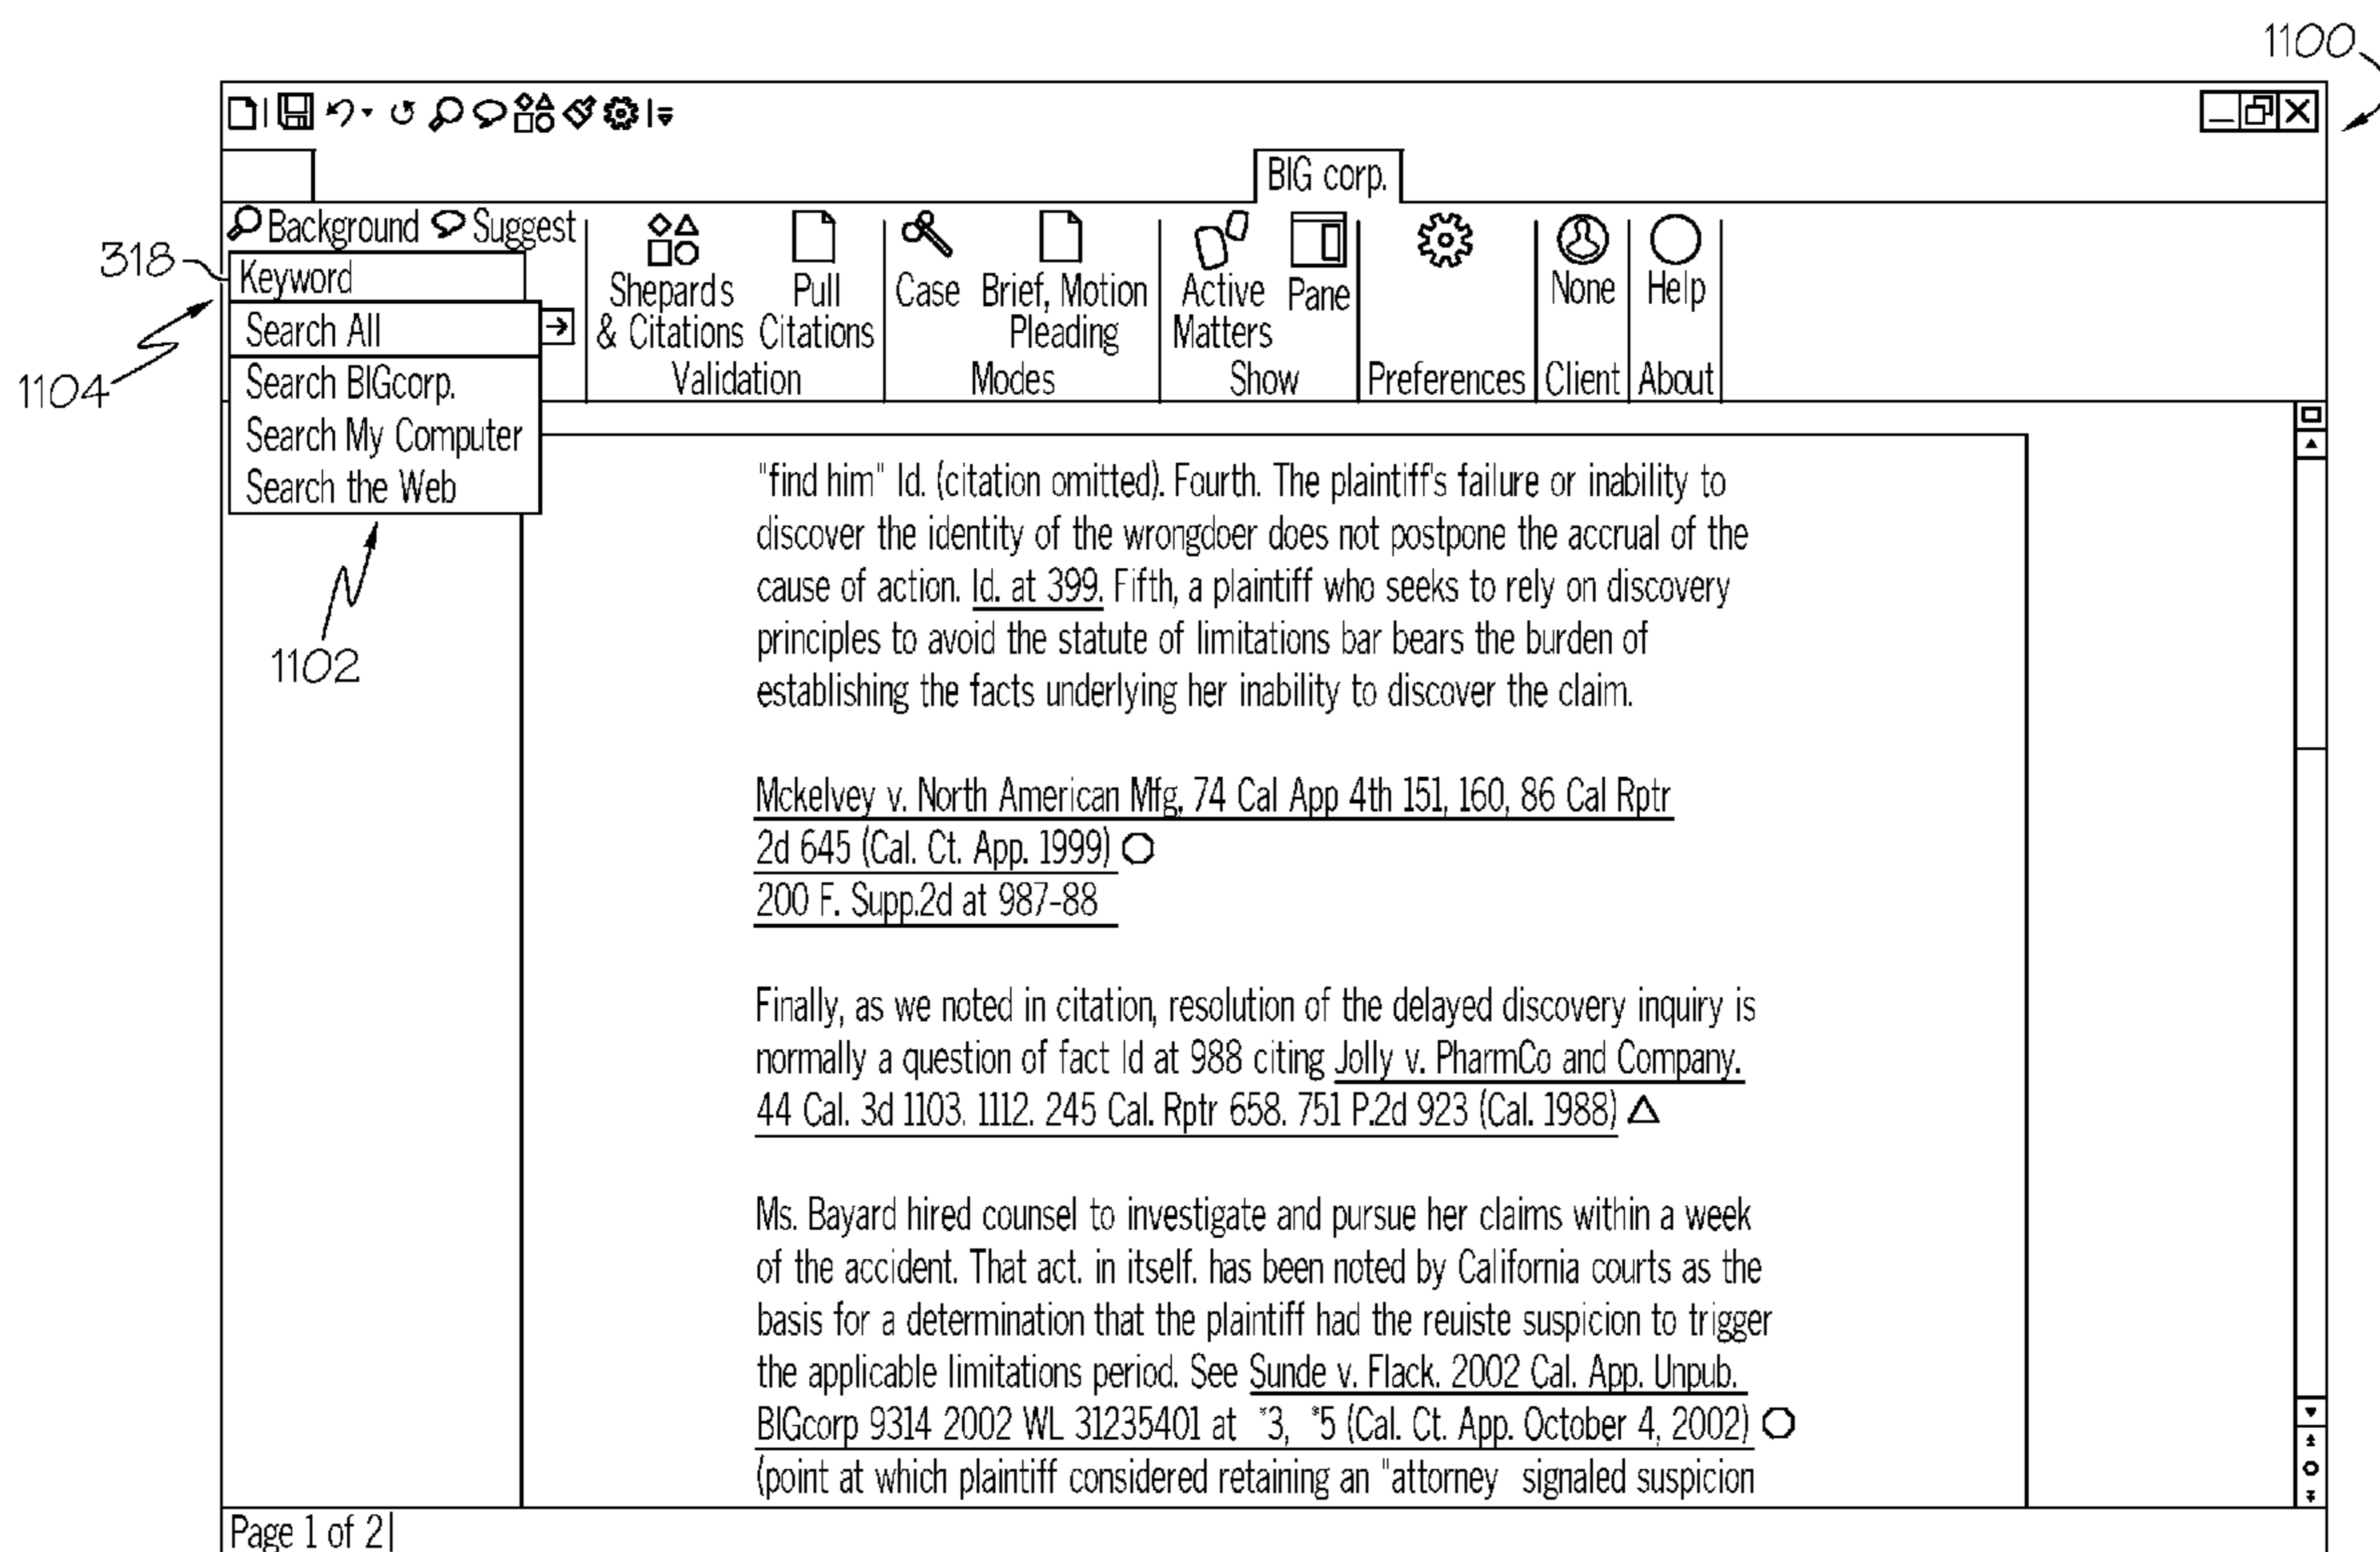 1100
BIG corp.
Background Suggest
318
Keyword
Search All
1104
Search BIGcorp.
Search My Computer
Search the Web
1102
Shepards
& Citations
Pull
Citations
Validation
Case
Brief, Motion
Pleading
Modes
Active
Matters
Pane
Show
Preferences
None
Client
Help
About
"find him" Id. (citation omitted). Fourth. The plaintiff's failure or inability to
discover the identity of the wrongdoer does not postpone the accrual of the
cause of action. Id. at 399. Fifth, a plaintiff who seeks to rely on discovery
principles to avoid the statute of limitations bar bears the burden of
establishing the facts underlying her inability to discover the claim.
Mckelvey v. North American Mfg, 74 Cal App 4th 151, 160, 86 Cal Rptr
2d 645 (Cal. Ct. App. 1999)
200 F. Supp.2d at 987-88
Finally, as we noted in citation, resolution of the delayed discovery inquiry is
normally a question of fact Id at 988 citing Jolly v. PharmCo and Company.
44 Cal. 3d 1103. 1112. 245 Cal. Rptr 658. 751 P.2d 923 (Cal. 1988)
Ms. Bayard hired counsel to investigate and pursue her claims within a week
of the accident. That act. in itself. has been noted by California courts as the
basis for a determination that the plaintiff had the reuiste suspicion to trigger
the applicable limitations period. See Sunde v. Flack. 2002 Cal. App. Unpub.
BIGcorp 9314 2002 WL 31235401 at *3, *5 (Cal. Ct. App. October 4, 2002)
(point at which plaintiff considered retaining an "attorney signaled suspicion
Page 1 of 2